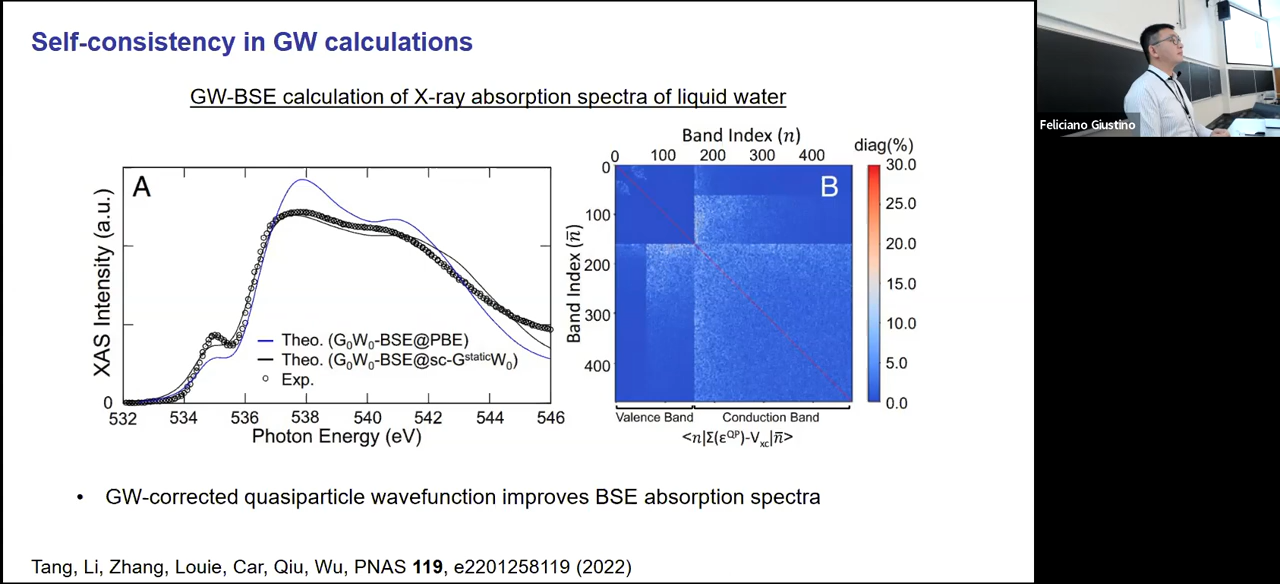 Self-consistency in GW calculations
GW-BSE calculation of X-ray absorption spectra of liquid water
A
XAS Intensity (a.u.)
0
532 534 536 538 540 542 544 546
Photon Energy (eV)
Theo. (G₀W₀-BSE@PBE)
Theo. (G₀W₀-BSE@sc-GˢᵗᵃᵗⁱᶜW₀)
Exp.
Band Index (n)
0 100 200 300 400
B
Band Index (n̅)
0
100
200
300
400
diag(%)
30.0
25.0
20.0
15.0
10.0
5.0
0.0
Valence Band Conduction Band
<n|Σ(εQP)-Vxc|n̅>
• GW-corrected quasiparticle wavefunction improves BSE absorption spectra
Tang, Li, Zhang, Louie, Car, Qiu, Wu, PNAS 119, e2201258119 (2022)
Feliciano Giustino